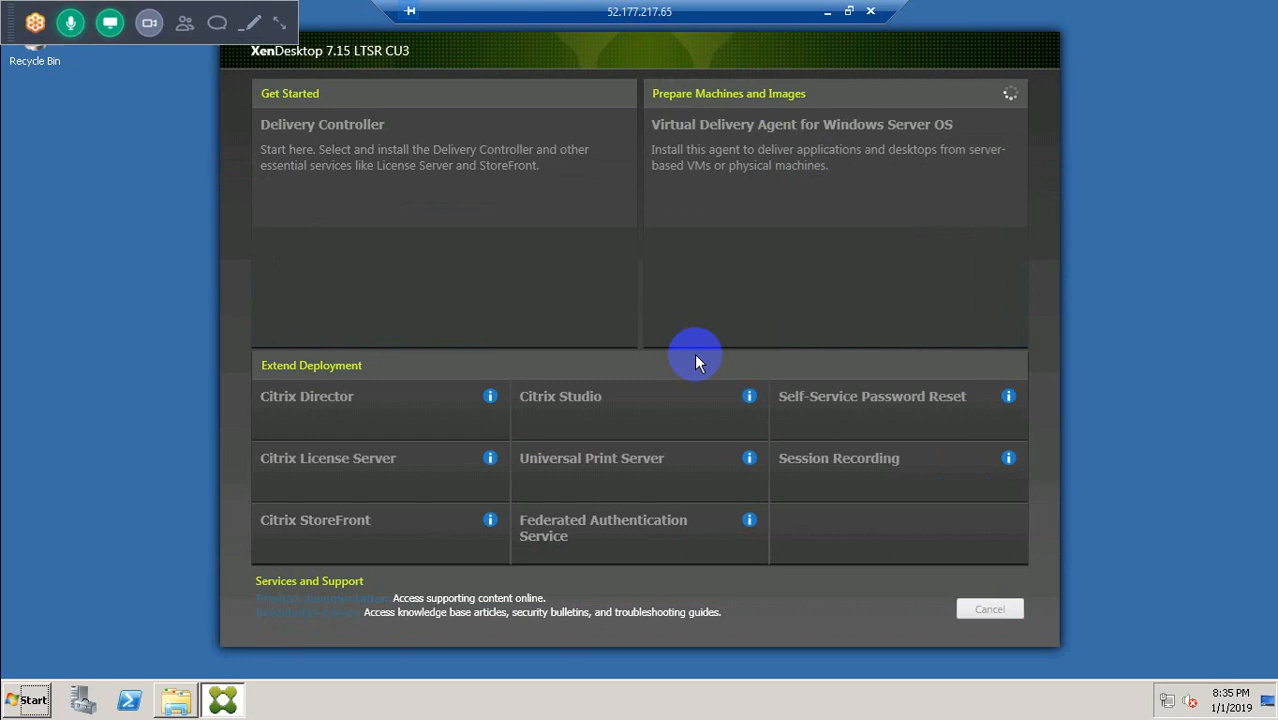 52.177.217.65
Recycle Bin
XenDesktop 7.15 LTSR CU3
Get Started
Prepare Machines and Images
Delivery Controller
Start here. Select and install the Delivery Controller and other
essential services like License Server and StoreFront.
Virtual Delivery Agent for Windows Server OS
Install this agent to deliver applications and desktops from server-
based VMs or physical machines.
Extend Deployment
Citrix Director
Citrix Studio
Self-Service Password Reset
Citrix License Server
Universal Print Server
Session Recording
Citrix StoreFront
Federated Authentication
Service
Services and Support
Product documentation Access supporting content online.
Access knowledge base articles, security bulletins, and troubleshooting guides.
Cancel
Start
8:35 PM
1/1/2019